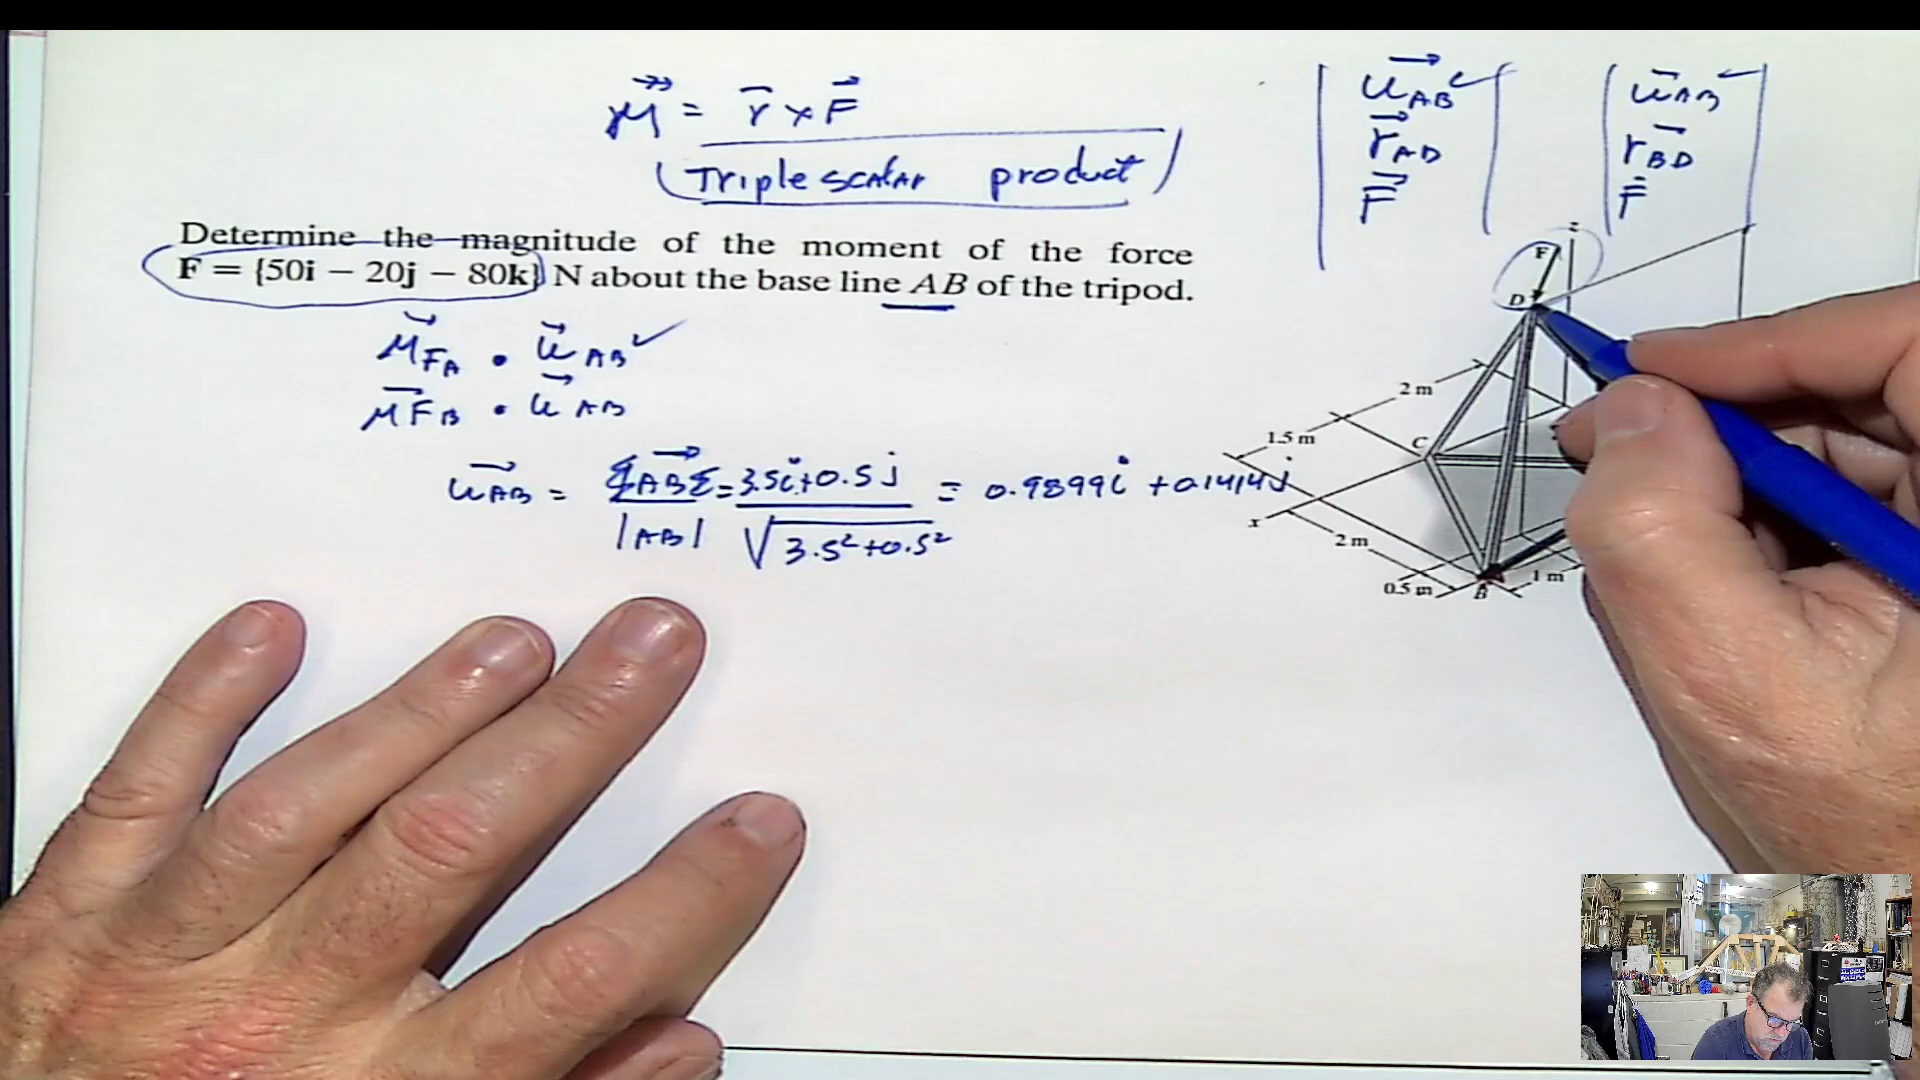 M = r × F
Triple scalar product
Determine the magnitude of the moment of the force
F = {50i − 20j − 80k} N about the base line AB of the tripod.
M_FA • u_AB ✓
M_FB • u_AB
u_AB = {AB} = 3.5i + 0.5j = 0.9899i + 0.1414j
|AB| √3.5² + 0.5²
u_AB ✓
r_AD
F
u_AB ✓
r_BD
F
z
F
D
2 m
1.5 m
C
x
2 m
0.5 m
B
1 m